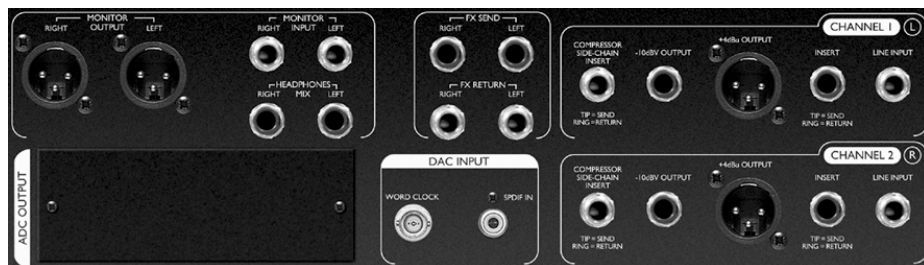 MONITOR OUTPUT
RIGHT LEFT
MONITOR INPUT
RIGHT LEFT
HEADPHONES MIX
RIGHT LEFT
FX SEND
RIGHT LEFT
FX RETURN
RIGHT LEFT
CHANNEL 1 L
COMPRESSOR
SIDE-CHAIN
INSERT
TIP = SEND
RING = RETURN
-10dBV OUTPUT
+4dBu OUTPUT
INSERT
TIP = SEND
RING = RETURN
LINE INPUT
ADC OUTPUT
DAC INPUT
WORD CLOCK
SPDIF IN
CHANNEL 2 R
COMPRESSOR
SIDE-CHAIN
INSERT
TIP = SEND
RING = RETURN
-10dBV OUTPUT
+4dBu OUTPUT
INSERT
TIP = SEND
RING = RETURN
LINE INPUT